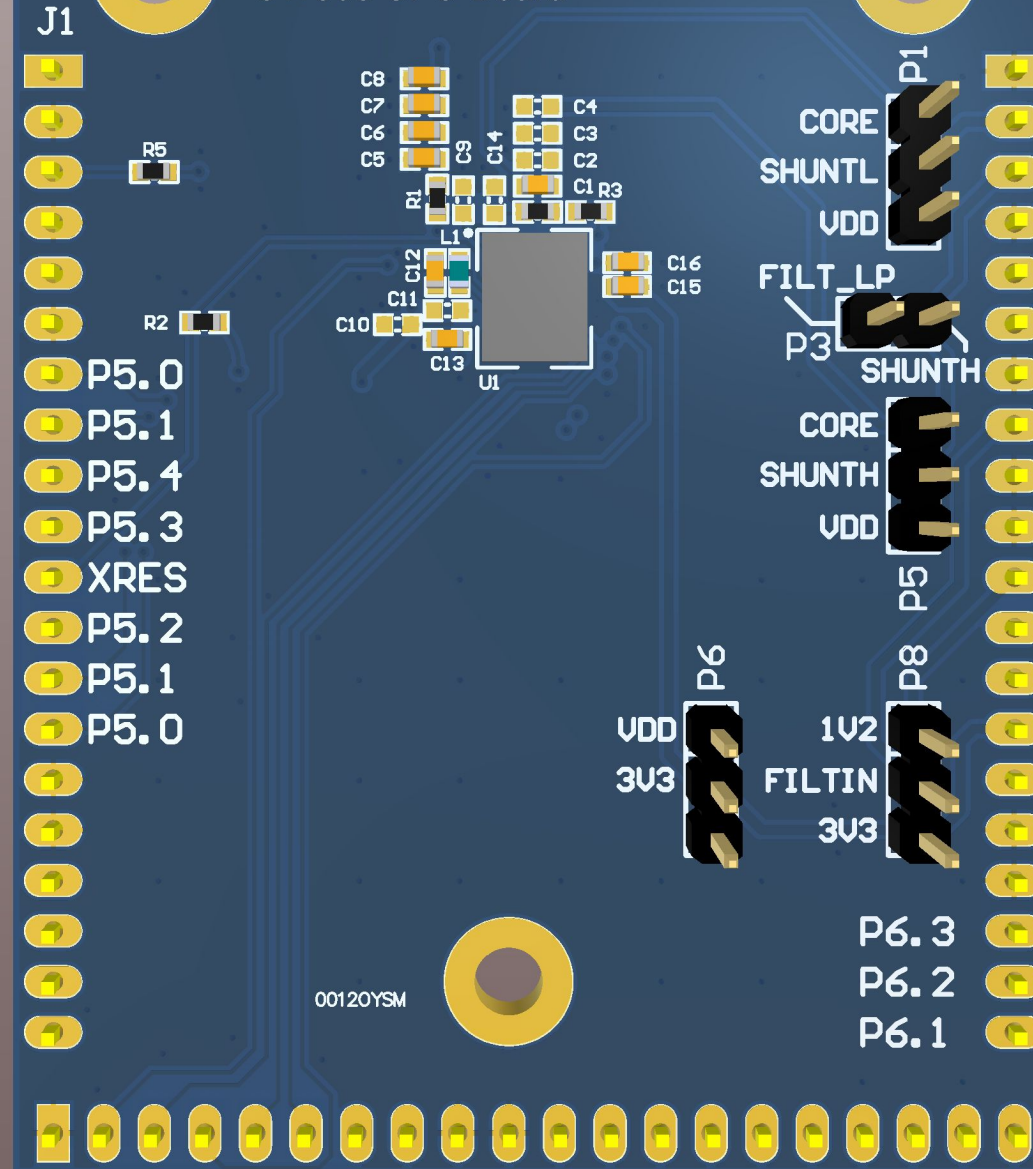 J1
P1
C8
C7
C6
C5
C9
C14
C4
C3
C2
C1
R3
R1
R5
CORE
SHUNTL
VDD
L1
C12
C11
C10
C13
U1
C16
C15
R2
FILT_LP
P3
SHUNTH
P5.0
P5.1
P5.4
P5.3
XRES
P5.2
P5.1
P5.0
CORE
SHUNTH
VDD
P5
P6
VDD
3V3
P8
1V2
FILTIN
3V3
P6.3
P6.2
P6.1
00120YSM